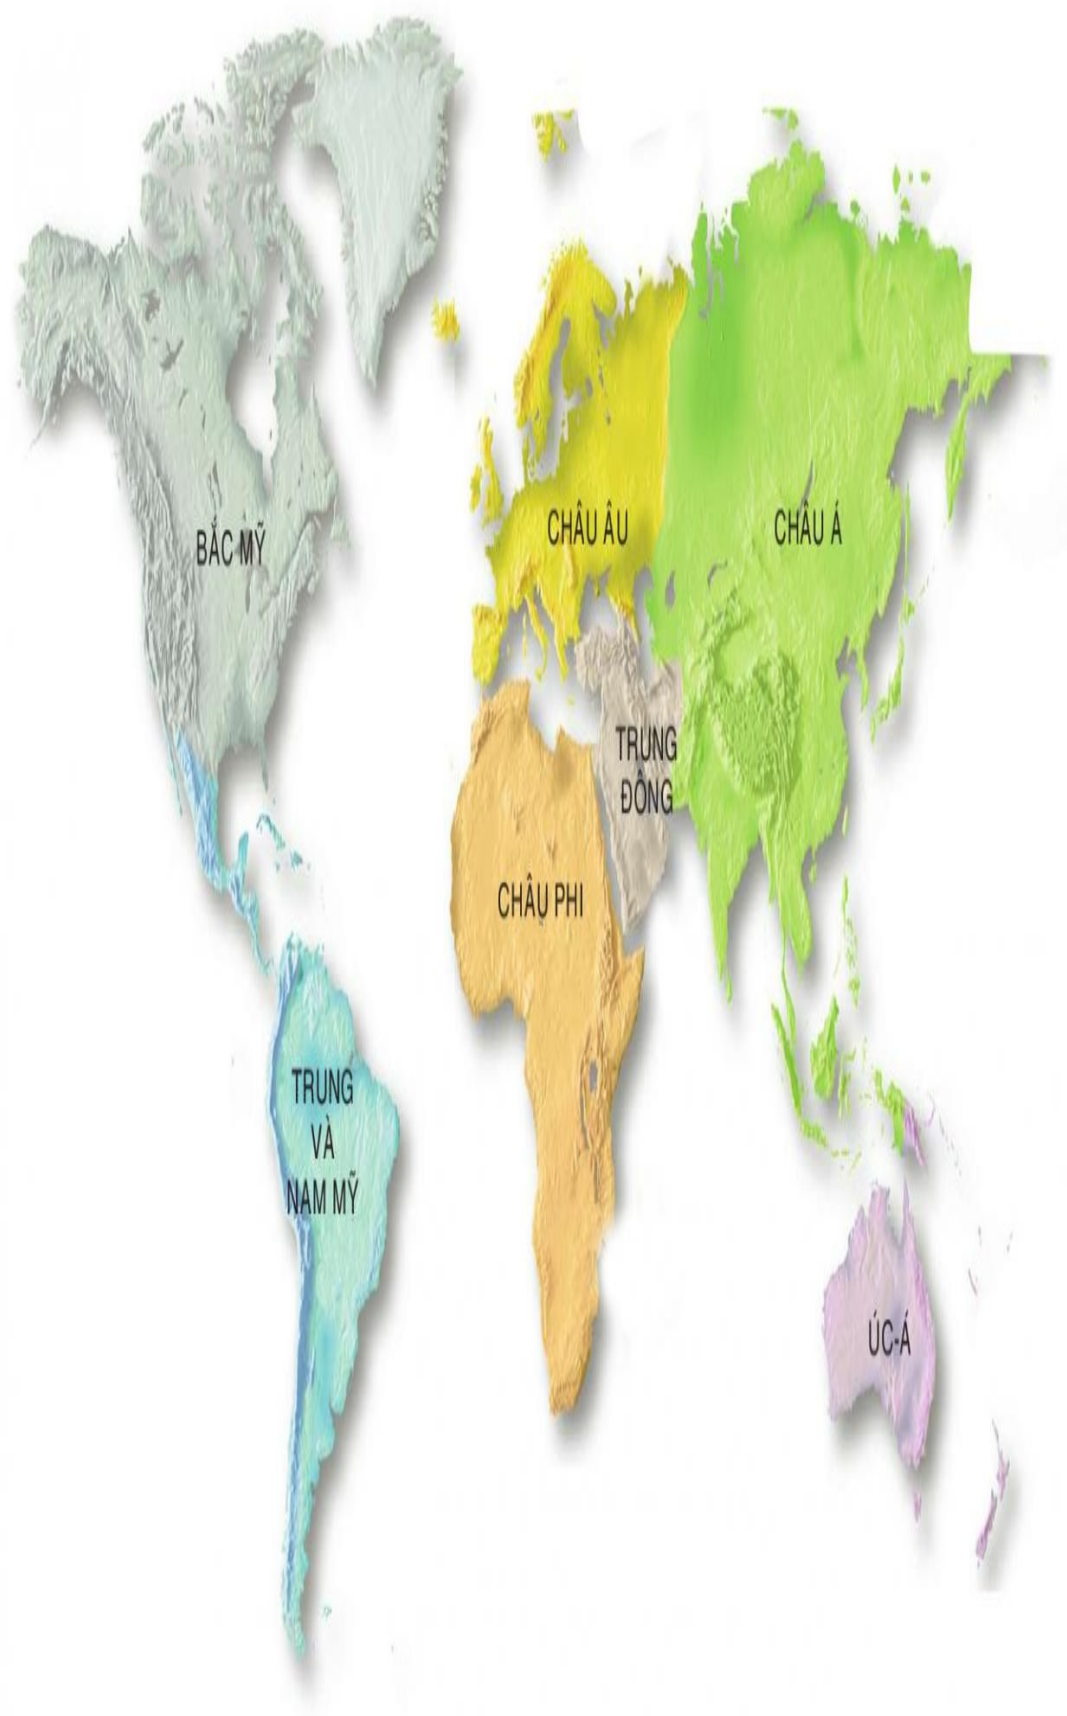 BẮC MỸ
CHÂU ÂU
CHÂU Á
TRUNG
ĐÔNG
CHÂU PHI
TRUNG
VÀ
NAM MỸ
ÚC-Á